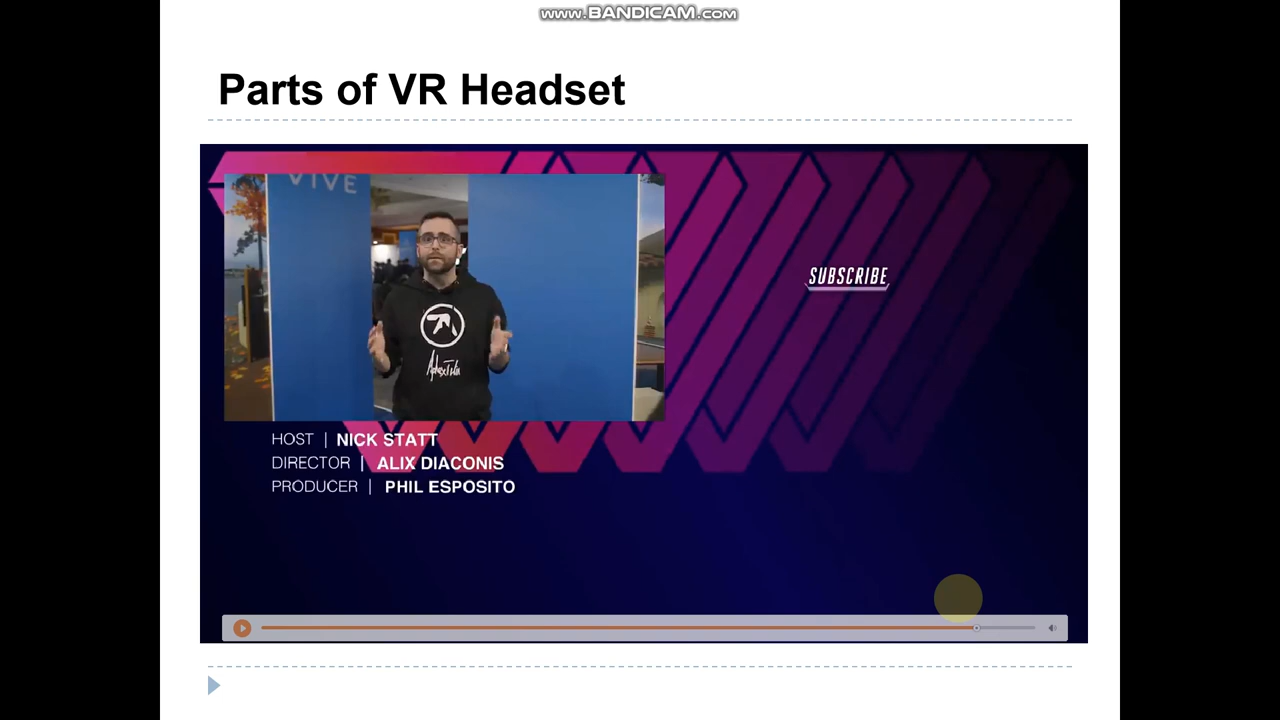 www.BANDICAM.com
Parts of VR Headset
VIVE
SUBSCRIBE
HOST | NICK STATT
DIRECTOR | ALIX DIACONIS
PRODUCER | PHIL ESPOSITO